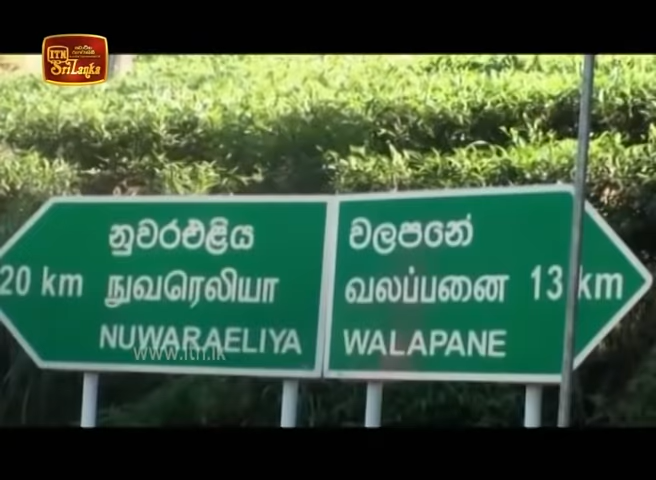 ITN
Sri Lanka
නුවරඑළිය
20 km நுவரெலியா
NUWARAELIYA
වලපනේ
வலப்பனை 13 km
WALAPANE
www.itn.lk